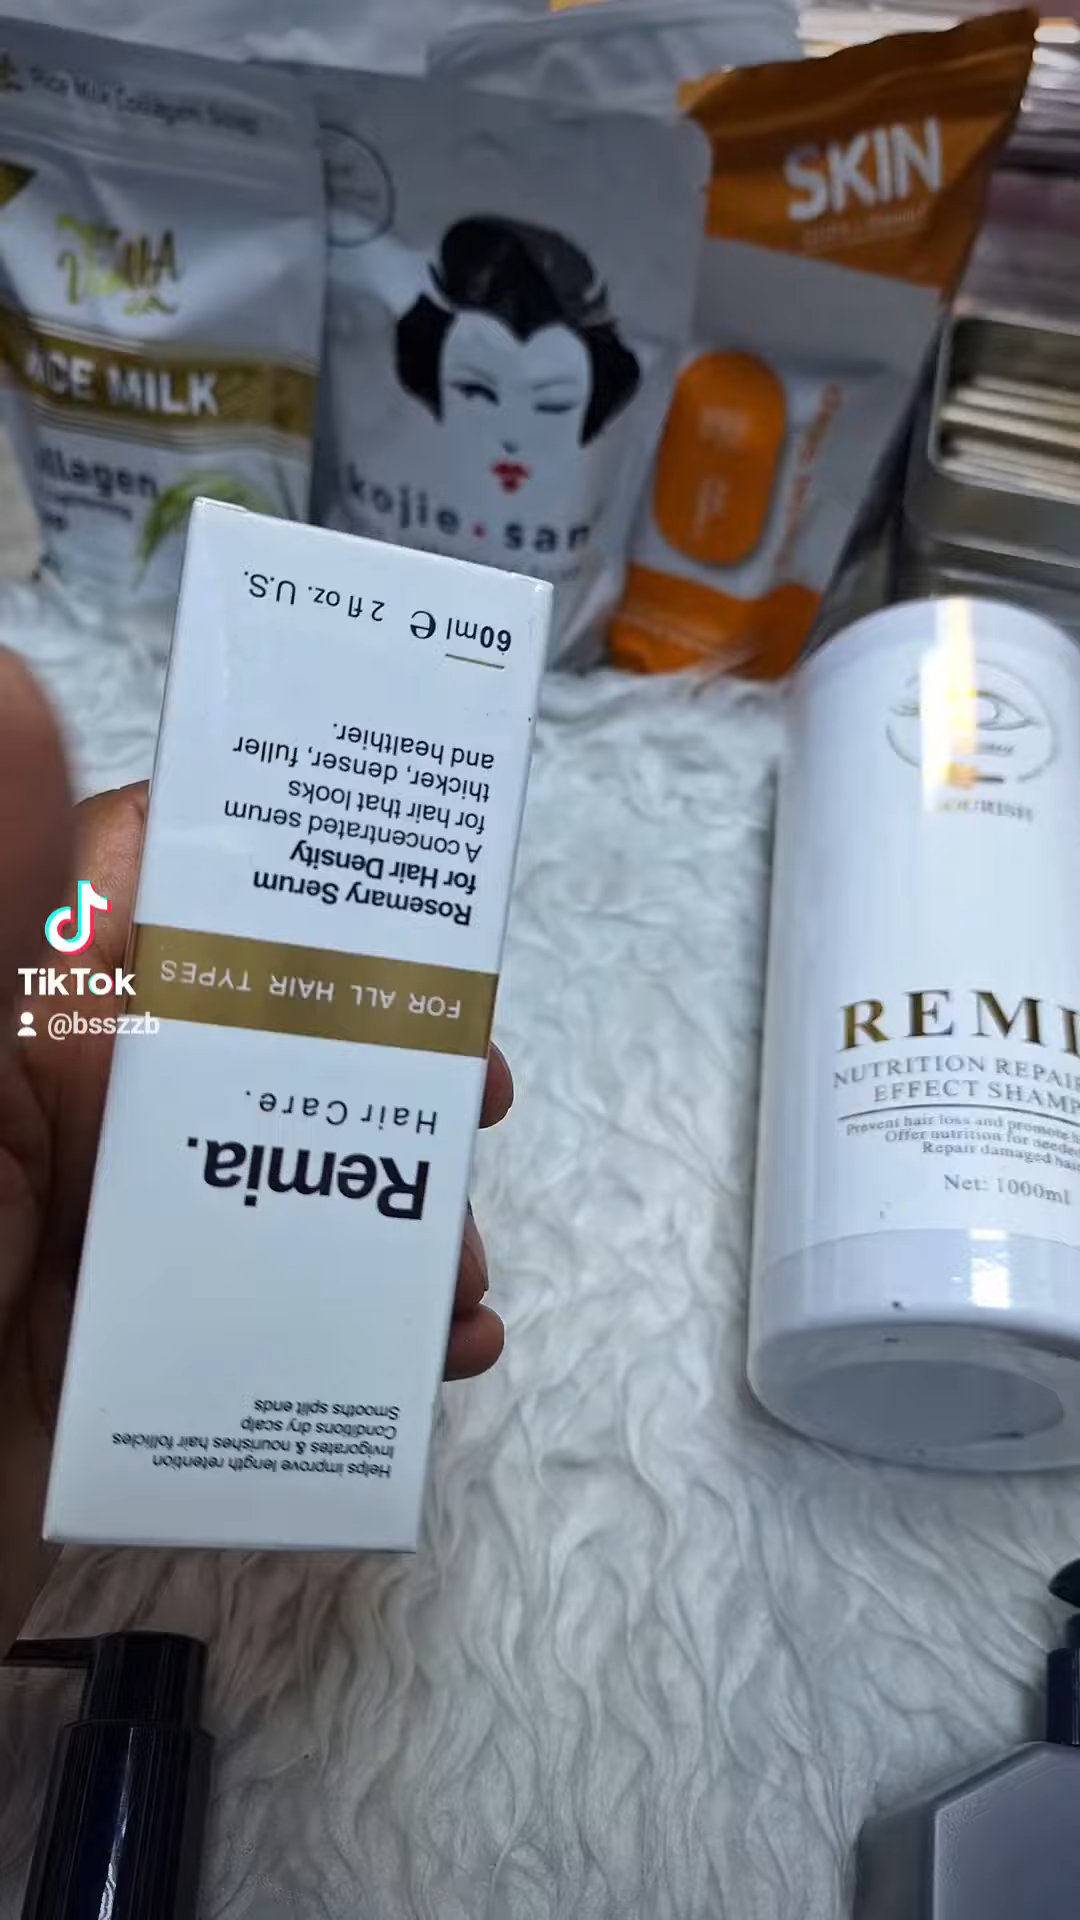 Rice Milk Collagen Soap
RICE MILK
kojie.san
SKIN
60ml e 2 fl oz. U.S.
and healthier.
thicker, denser, fuller
for hair that looks
A concentrated serum
for Hair Density
Rosemary Serum
FOR ALL HAIR TYPES
Hair Care.
Remia.
Smooths split ends
Conditions dry scalp
Invigorates & nourishes hair follicles
Helps improve length retention
REMI
NUTRITION REPAIR
EFFECT SHAMP
Prevent hair loss and promote
Offer nutrition for needed
Repair damaged hair
Net: 1000ml
TikTok
@bsszzb